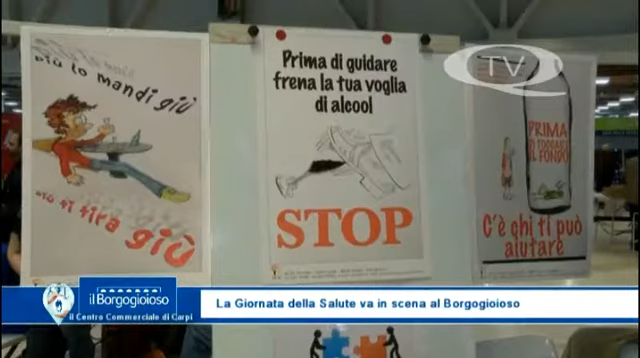 più lo mandi giù
più ti tira giù
Prima di guidare
frena la tua voglia
di alcool
STOP
QTV
PRIMA
DI TOCCARE
IL FONDO
C'è chi ti può
aiutare
il Borgogioioso
il Centro Commerciale di Carpi
La Giornata della Salute va in scena al Borgogioioso